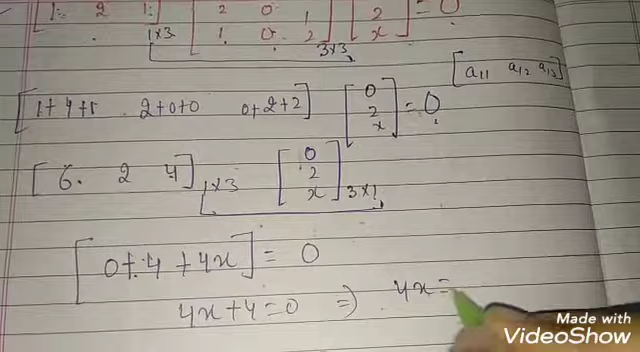 [1 2 1]1×3 [2 0 1 [2 = 0
1 0 2]3×3 x]
[a11 a12 a13]
[1+4+1 2+0+0 0+2+2] [0 2 x] = 0
[6. 2 4]1×3 [0 2 x]3×1
[0+4+4x] = 0
4x+4=0 ⇒ 4x=
Made with
VideoShow